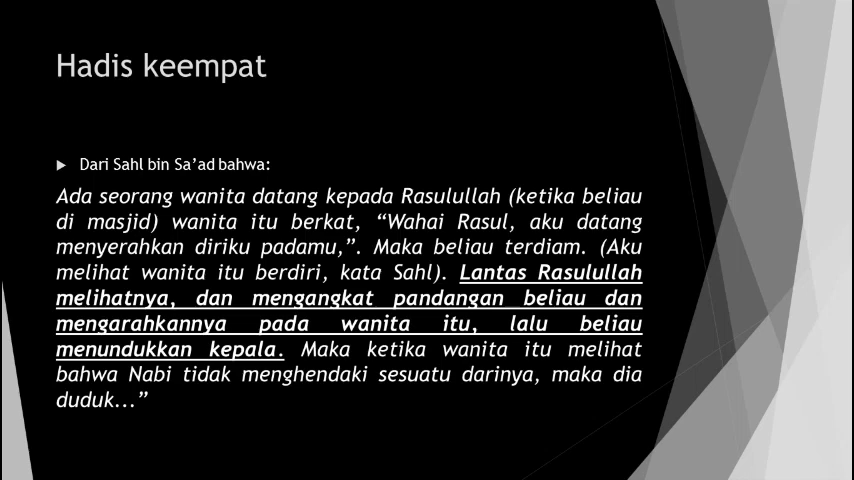 Hadis keempat
Dari Sahl bin Sa’ad bahwa:
Ada seorang wanita datang kepada Rasulullah (ketika beliau
di masjid) wanita itu berkat, “Wahai Rasul, aku datang
menyerahkan diriku padamu,”. Maka beliau terdiam. (Aku
melihat wanita itu berdiri, kata Sahl). Lantas Rasulullah
melihatnya, dan mengangkat pandangan beliau dan
mengarahkannya pada wanita itu, lalu beliau
menundukkan kepala. Maka ketika wanita itu melihat
bahwa Nabi tidak menghendaki sesuatu darinya, maka dia
duduk...”